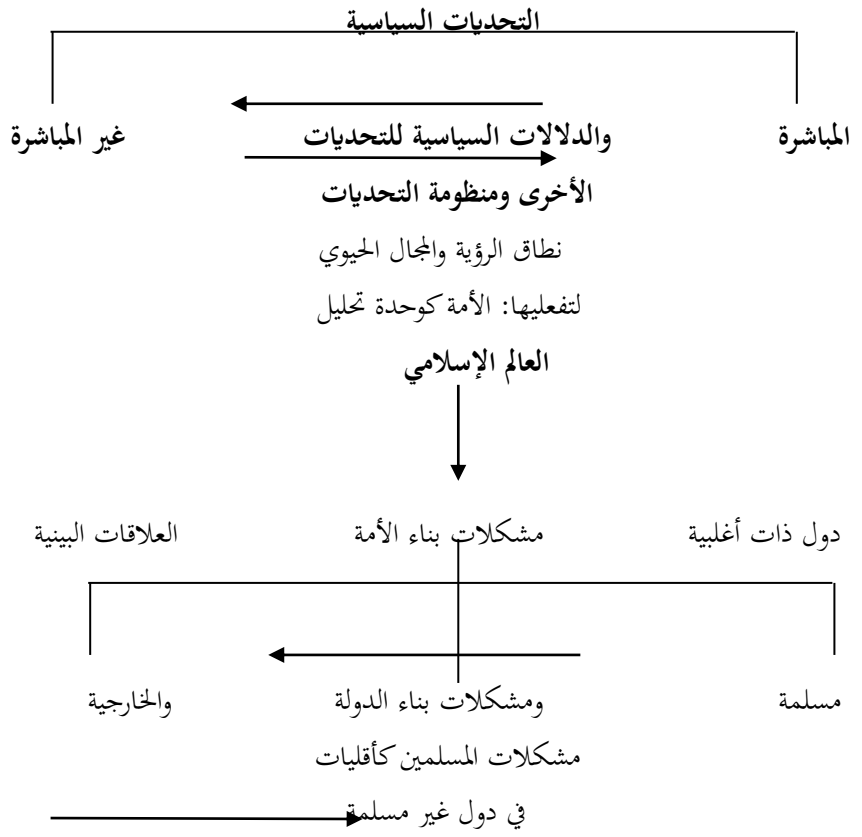 التحديات السياسية
المباشرة والدلالات السياسية للتحديات غير المباشرة
الأخرى ومنظومة التحديات
نطاق الرؤية والمجال الحيوي
لتفعليها: الأمة كوحدة تحليل
العالم الإسلامي
دول ذات أغلبية مشكلات بناء الأمة العلاقات البينية
مسلمة ومشكلات بناء الدولة والخارجية
مشكلات المسلمين كأقليات
في دول غير مسلمة